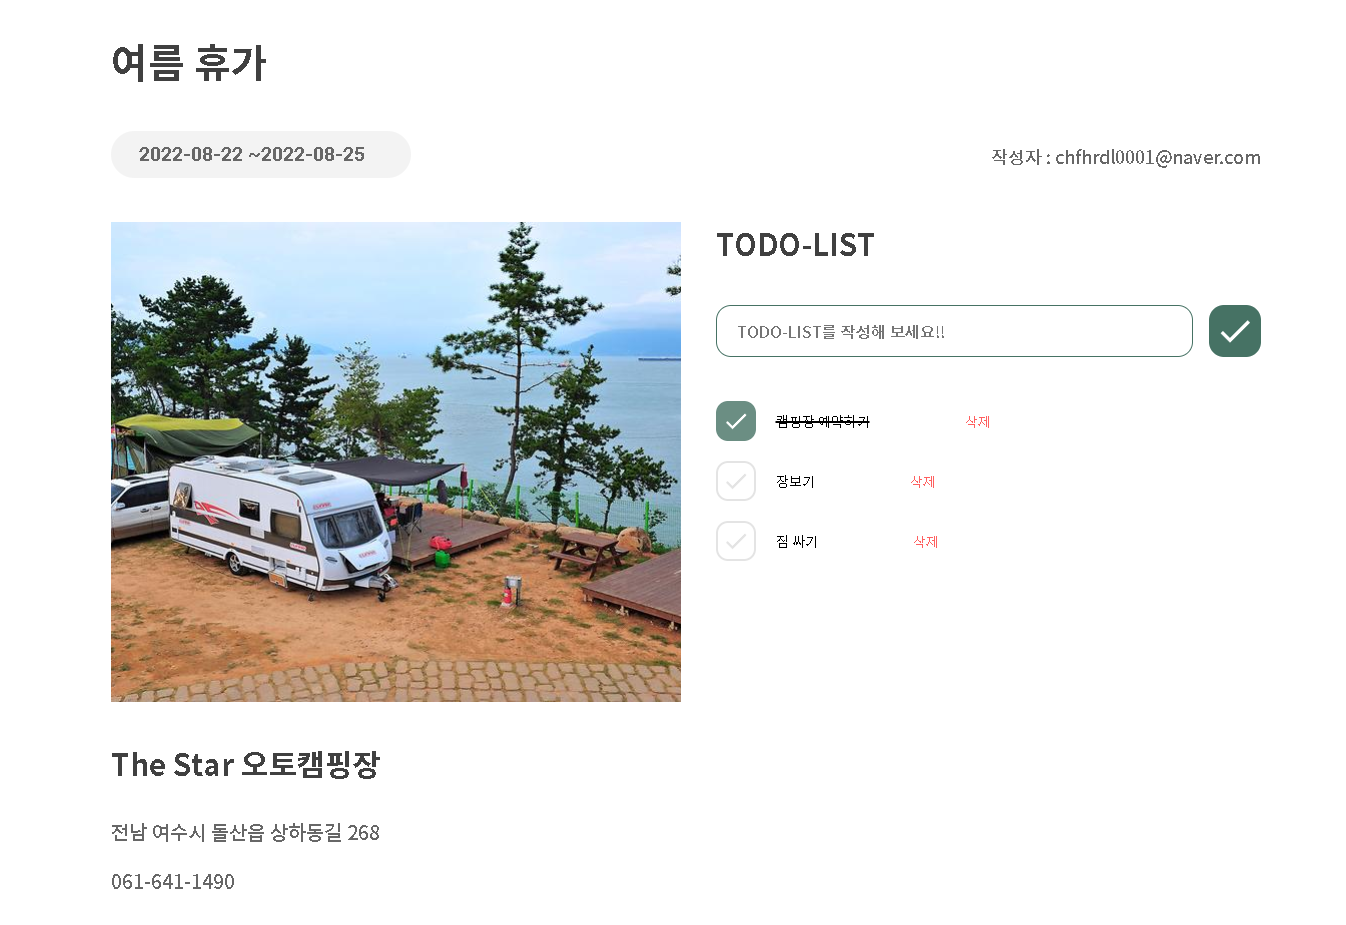 여름 휴가
2022-08-22 ~2022-08-25
작성자 : chfhrdl0001@naver.com
TODO-LIST
TODO-LIST를 작성해 보세요!!
캠핑장 예약하기 삭제
장보기 삭제
짐 싸기 삭제
The Star 오토캠핑장
전남 여수시 돌산읍 상하동길 268
061-641-1490